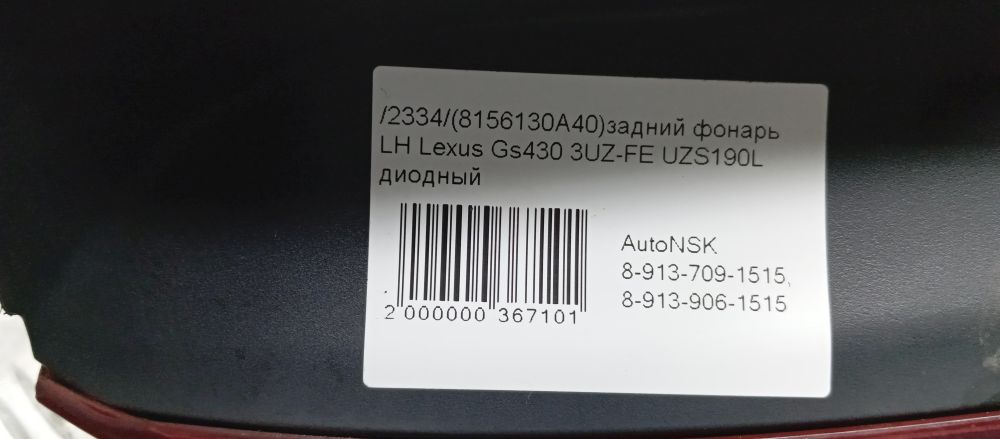 /2334/(8156130A40)задний фонарь
LH Lexus Gs430 3UZ-FE UZS190L
диодный
AutoNSK
8-913-709-1515,
8-913-906-1515
2 000000 367101